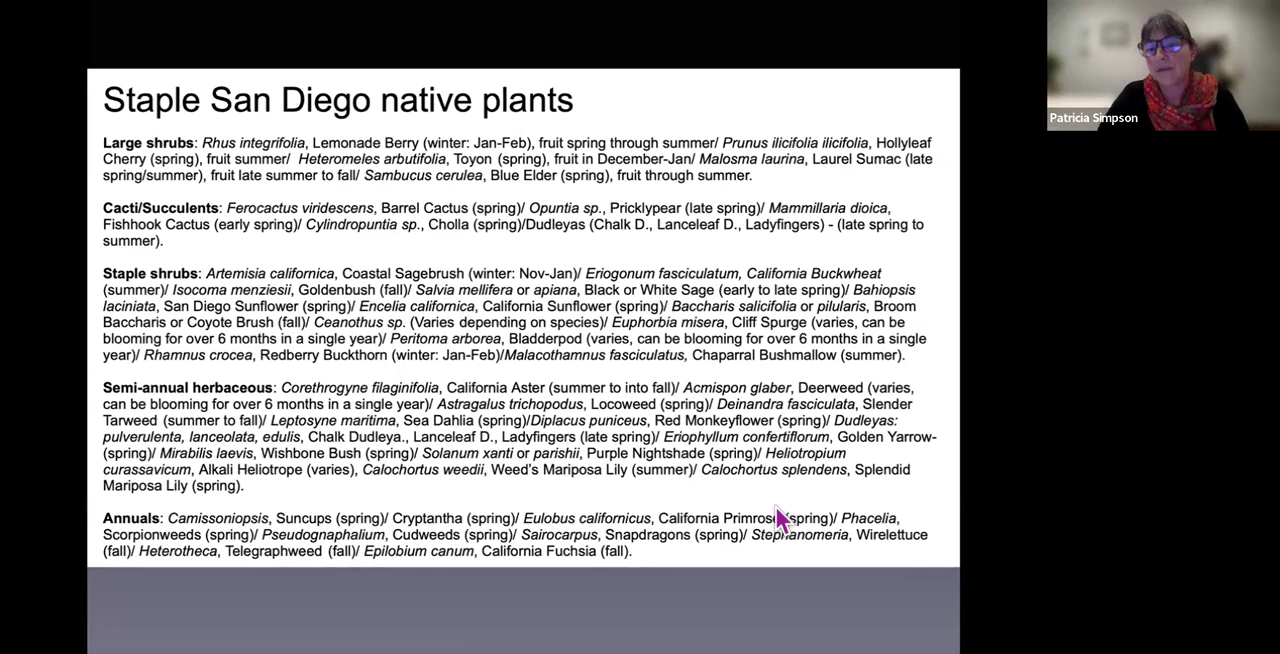 Staple San Diego native plants
Large shrubs: Rhus integrifolia, Lemonade Berry (winter: Jan-Feb), fruit spring through summer/ Prunus ilicifolia ilicifolia, Hollyleaf
Cherry (spring), fruit summer/ Heteromeles arbutifolia, Toyon (spring), fruit in December-Jan/ Malosma laurina, Laurel Sumac (late
spring/summer), fruit late summer to fall/ Sambucus cerulea, Blue Elder (spring), fruit through summer.
Cacti/Succulents: Ferocactus viridescens, Barrel Cactus (spring)/ Opuntia sp., Pricklypear (late spring)/ Mammillaria dioica,
Fishhook Cactus (early spring)/ Cylindropuntia sp., Cholla (spring)/Dudleyas (Chalk D., Lanceleaf D., Ladyfingers) - (late spring to
summer).
Staple shrubs: Artemisia californica, Coastal Sagebrush (winter: Nov-Jan)/ Eriogonum fasciculatum, California Buckwheat
(summer)/ Isocoma menziesii, Goldenbush (fall)/ Salvia mellifera or apiana, Black or White Sage (early to late spring)/ Bahiopsis
laciniata, San Diego Sunflower (spring)/ Encelia californica, California Sunflower (spring)/ Baccharis salicifolia or pilularis, Broom
Baccharis or Coyote Brush (fall)/ Ceanothus sp. (Varies depending on species)/ Euphorbia misera, Cliff Spurge (varies, can be
blooming for over 6 months in a single year)/ Peritoma arborea, Bladderpod (varies, can be blooming for over 6 months in a single
year)/ Rhamnus crocea, Redberry Buckthorn (winter: Jan-Feb)/Malacothamnus fasciculatus, Chaparral Bushmallow (summer).
Semi-annual herbaceous: Corethrogyne filaginifolia, California Aster (summer to into fall)/ Acmispon glaber, Deerweed (varies,
can be blooming for over 6 months in a single year)/ Astragalus trichopodus, Locoweed (spring)/ Deinandra fasciculata, Slender
Tarweed (summer to fall)/ Leptosyne maritima, Sea Dahlia (spring)/Diplacus puniceus, Red Monkeyflower (spring)/ Dudleyas:
pulverulenta, lanceolata, edulis, Chalk Dudleya., Lanceleaf D., Ladyfingers (late spring)/ Eriophyllum confertiflorum, Golden Yarrow-
(spring)/ Mirabilis laevis, Wishbone Bush (spring)/ Solanum xanti or parishii, Purple Nightshade (spring)/ Heliotropium
curassavicum, Alkali Heliotrope (varies), Calochortus weedii, Weed's Mariposa Lily (summer)/ Calochortus splendens, Splendid
Mariposa Lily (spring).
Annuals: Camissoniopsis, Suncups (spring)/ Cryptantha (spring)/ Eulobus californicus, California Primrose (spring)/ Phacelia,
Scorpionweeds (spring)/ Pseudognaphalium, Cudweeds (spring)/ Sairocarpus, Snapdragons (spring)/ Stephanomeria, Wirelettuce
(fall)/ Heterotheca, Telegraphweed (fall)/ Epilobium canum, California Fuchsia (fall).
Patricia Simpson